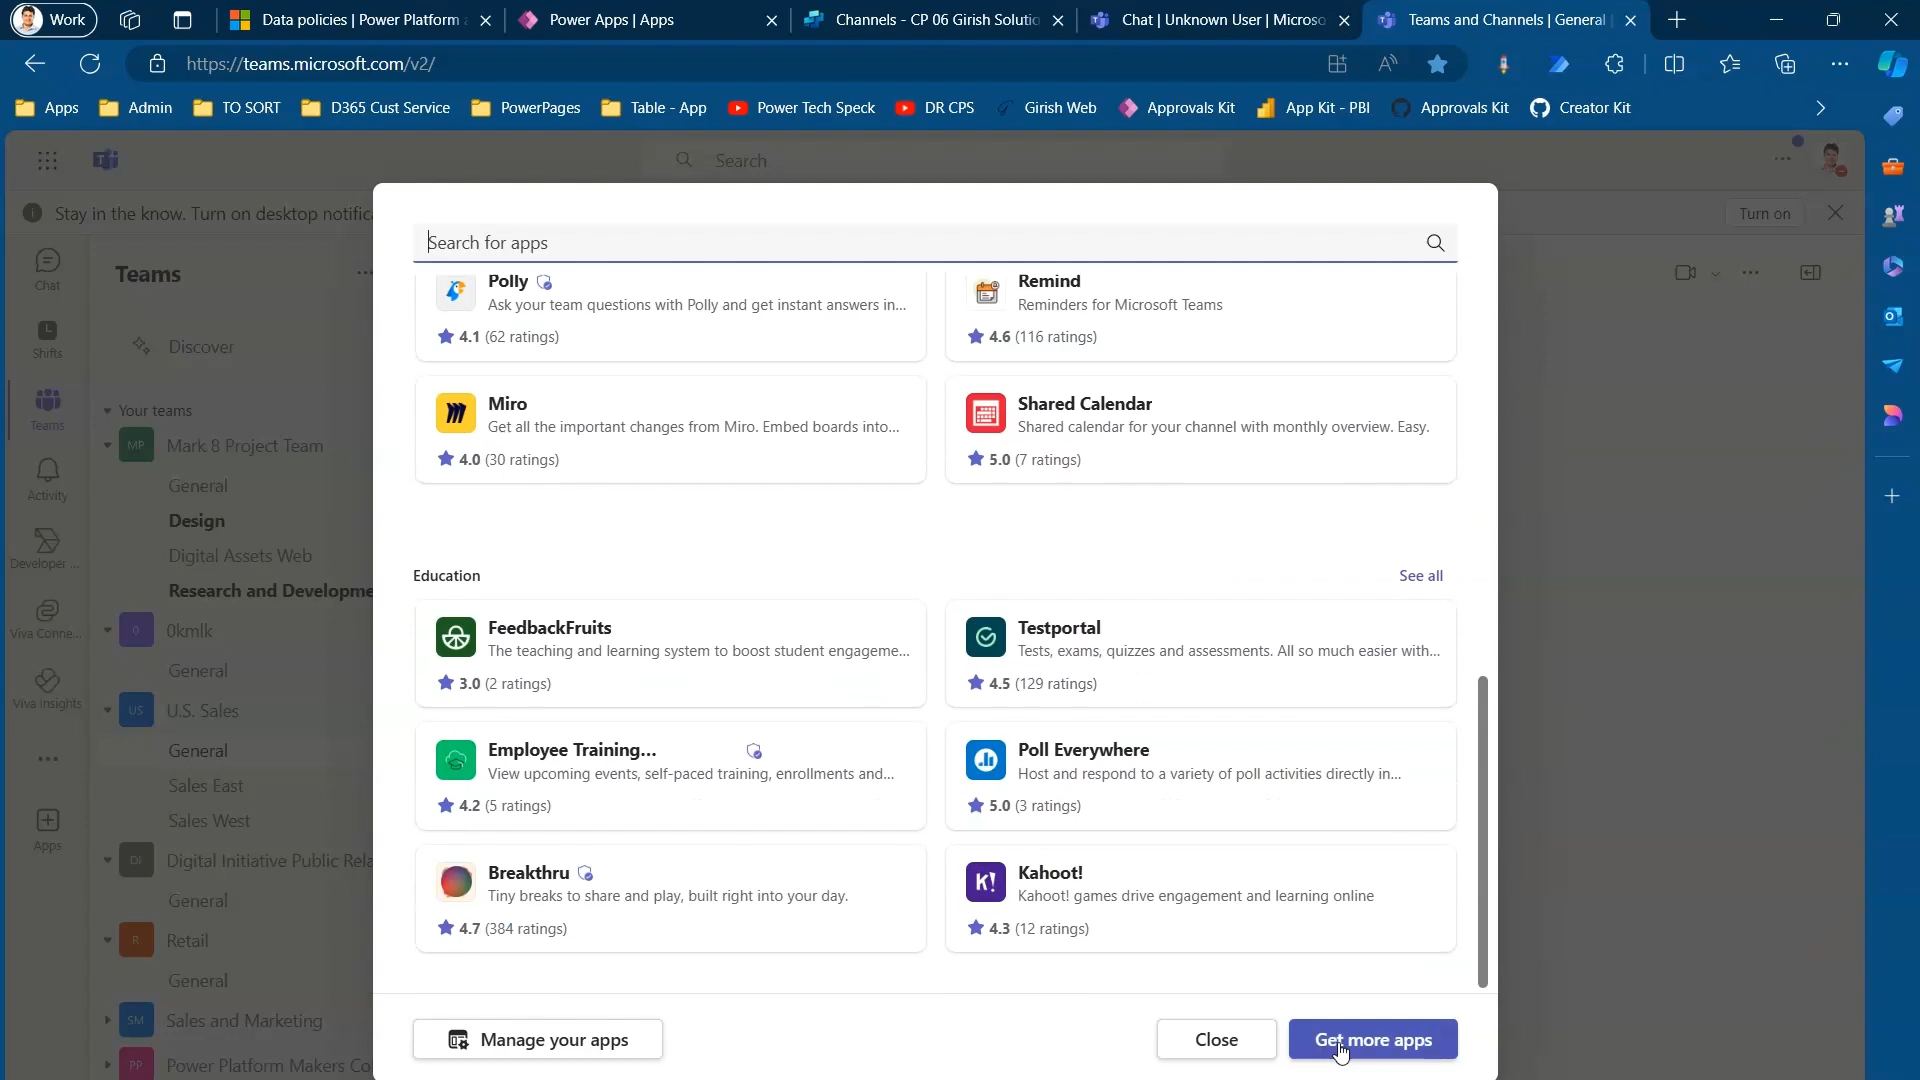 Work
Data policies | Power Platform a
Power Apps | Apps
Channels - CP 06 Girish Solutio
Chat | Unknown User | Microso
Teams and Channels | General |
https://teams.microsoft.com/v2/
Apps
Admin
TO SORT
D365 Cust Service
PowerPages
Table - App
Power Tech Speck
DR CPS
Girish Web
Approvals Kit
App Kit - PBI
Approvals Kit
Creator Kit
Search
Stay in the know. Turn on desktop notifica
Turn on
Chat
Shifts
Teams
Activity
Developer ...
Viva Conne...
Viva Insights
Apps
Teams
Discover
Your teams
MP Mark 8 Project Team
General
Design
Digital Assets Web
Research and Developme
0 0kmlk
General
US U.S. Sales
General
Sales East
Sales West
DI Digital Initiative Public Rela
General
R Retail
General
SM Sales and Marketing
PP Power Platform Makers Co
Search for apps
Polly
Ask your team questions with Polly and get instant answers in...
4.1 (62 ratings)
Remind
Reminders for Microsoft Teams
4.6 (116 ratings)
Miro
Get all the important changes from Miro. Embed boards into...
4.0 (30 ratings)
Shared Calendar
Shared calendar for your channel with monthly overview. Easy.
5.0 (7 ratings)
Education
See all
FeedbackFruits
The teaching and learning system to boost student engageme...
3.0 (2 ratings)
Testportal
Tests, exams, quizzes and assessments. All so much easier with...
4.5 (129 ratings)
Employee Training...
View upcoming events, self-paced training, enrollments and...
4.2 (5 ratings)
Poll Everywhere
Host and respond to a variety of poll activities directly in...
5.0 (3 ratings)
Breakthru
Tiny breaks to share and play, built right into your day.
4.7 (384 ratings)
K! Kahoot!
Kahoot! games drive engagement and learning online
4.3 (12 ratings)
Manage your apps
Close
Get more apps